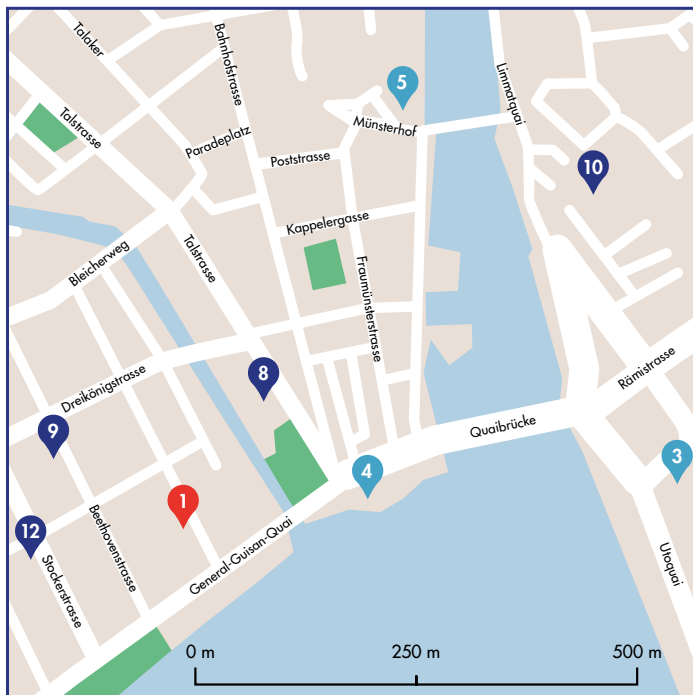 Talaker
Bahnhofstrasse
Limmatquai
5
Talstrasse
Münsterhof
Paradeplatz
Poststrasse
10
Kappelergasse
Bleicherweg
Talstrasse
Fraumünsterstrasse
Dreikönigstrasse
8
Rämistrasse
9
Quaibrücke
4
3
1
12
Beethovenstrasse
Stockerstrasse
General-Guisan-Quai
Utoquai
0 m 250 m 500 m